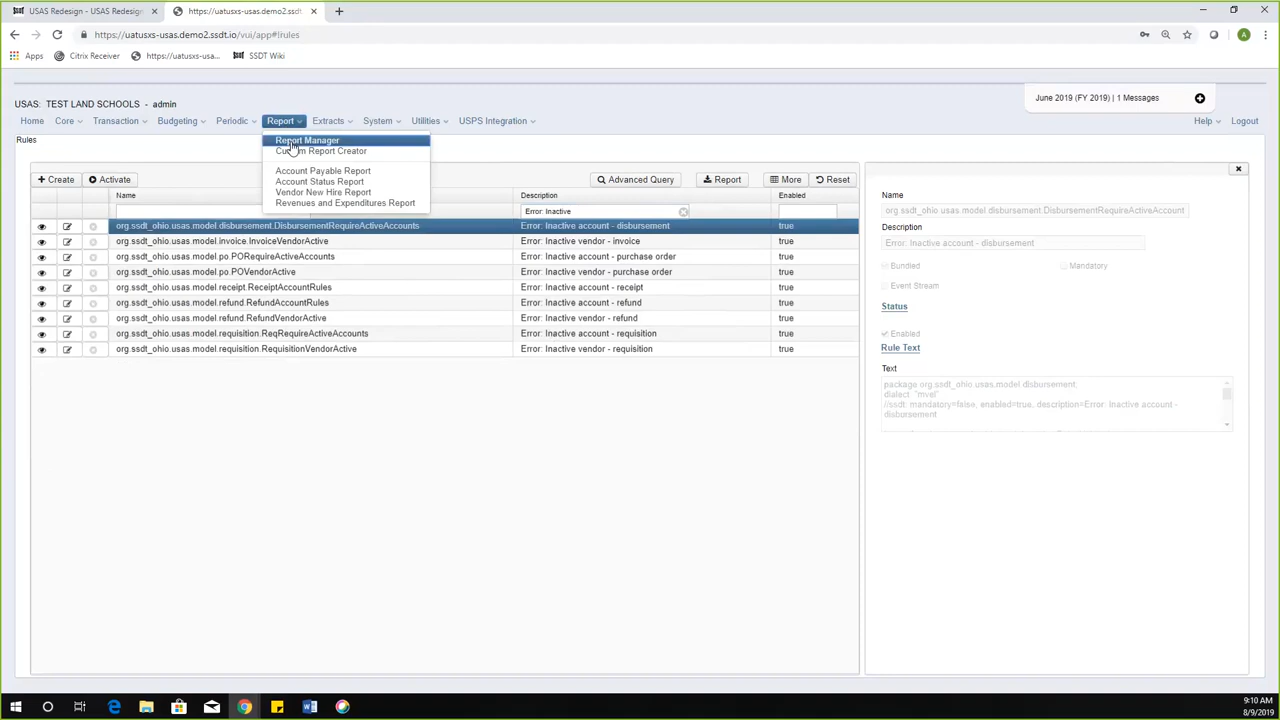 USAS Redesign - USAS Redesign
https://uatusxs-usas.demo2.ssdt.io
https://uatusxs-usas.demo2.ssdt.io/vui/app#!rules
A
Apps Citrix Receiver https://uatusxs-usa... SSDT Wiki
USAS: TEST LAND SCHOOLS - admin
June 2019 (FY 2019) | 1 Messages
Home Core Transaction Budgeting Periodic Report Extracts System Utilities USPS Integration Help Logout
Rules
Report Manager
Custom Report Creator
Account Payable Report
Account Status Report
Vendor New Hire Report
Revenues and Expenditures Report
Create Activate Advanced Query Report More Reset
Name Description Enabled
Error: Inactive
org.ssdt_ohio.usas.model.disbursement.DisbursementRequireActiveAccounts Error: Inactive account - disbursement true
org.ssdt_ohio.usas.model.invoice.InvoiceVendorActive Error: Inactive vendor - invoice true
org.ssdt_ohio.usas.model.po.PORequireActiveAccounts Error: Inactive account - purchase order true
org.ssdt_ohio.usas.model.po.POVendorActive Error: Inactive vendor - purchase order true
org.ssdt_ohio.usas.model.receipt.ReceiptAccountRules Error: Inactive account - receipt true
org.ssdt_ohio.usas.model.refund.RefundAccountRules Error: Inactive account - refund true
org.ssdt_ohio.usas.model.refund.RefundVendorActive Error: Inactive vendor - refund true
org.ssdt_ohio.usas.model.requisition.ReqRequireActiveAccounts Error: Inactive account - requisition true
org.ssdt_ohio.usas.model.requisition.RequisitionVendorActive Error: Inactive vendor - requisition true
Name
org.ssdt_ohio.usas.model.disbursement.DisbursementRequireActiveAccount
Description
Error: Inactive account - disbursement
Bundled Mandatory
Event Stream
Status
Enabled
Rule Text
Text
package org.ssdt_ohio.usas.model.disbursement;
dialect "mvel"
//ssdt: mandatory=false, enabled=true, description=Error: Inactive account -
disbursement
9:10 AM
8/9/2019